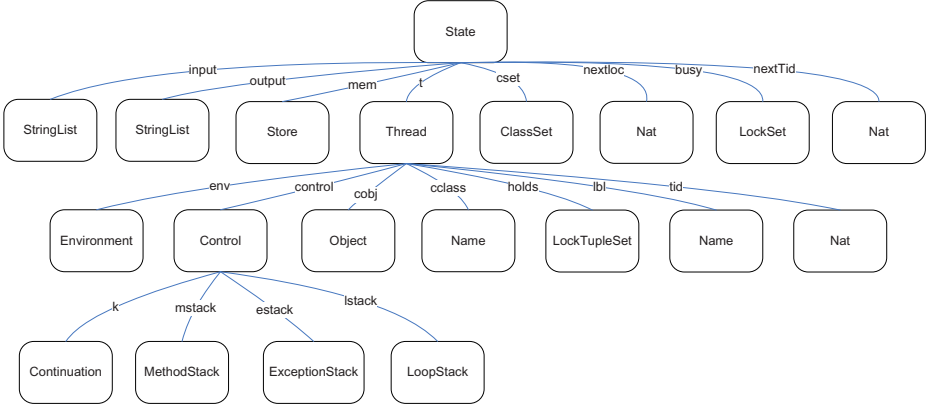 State
input
output
mem
t
cset
nextloc
busy
nextTid
StringList
StringList
Store
Thread
ClassSet
Nat
LockSet
Nat
env
control
cobj
cclass
holds
lbl
tid
Environment
Control
Object
Name
LockTupleSet
Name
Nat
k
mstack
estack
lstack
Continuation
MethodStack
ExceptionStack
LoopStack